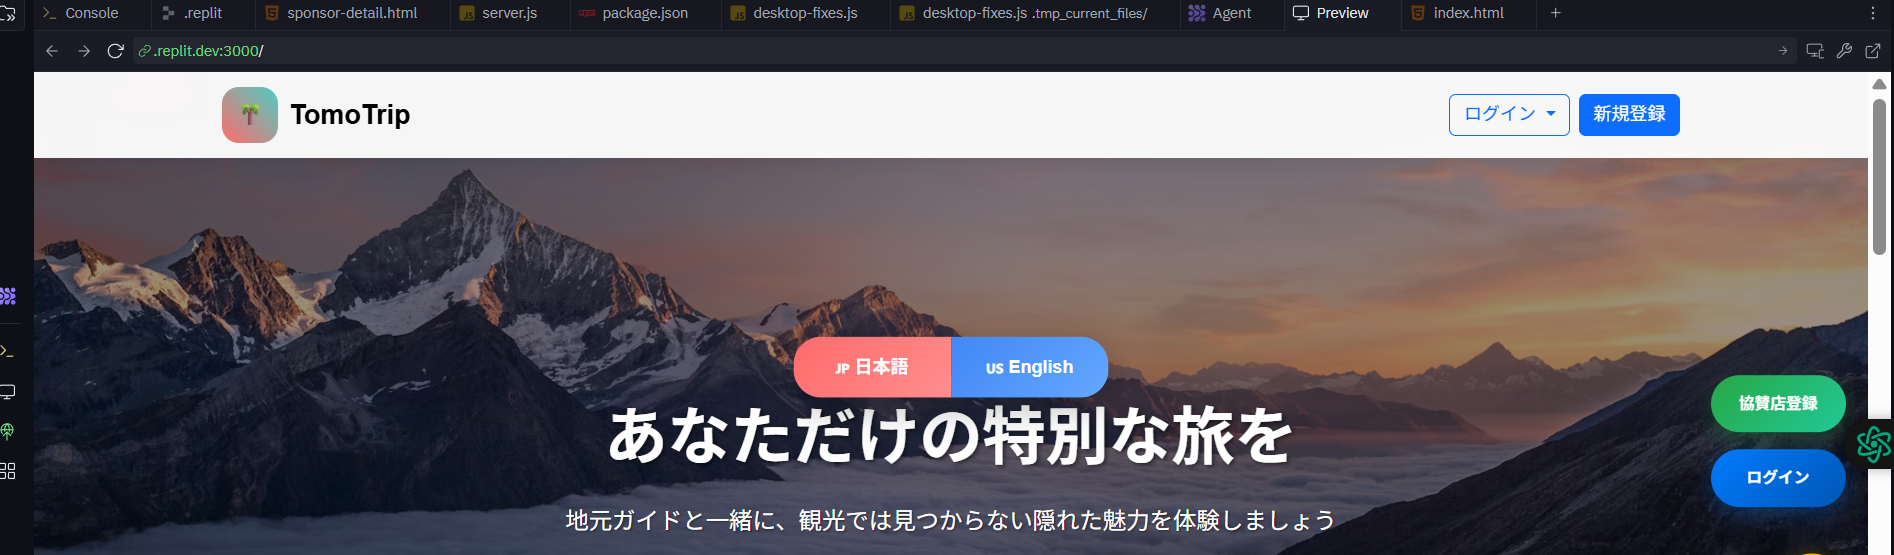 Console
.replit
sponsor-detail.html
server.js
package.json
desktop-fixes.js
desktop-fixes.js .tmp_current_files/
Agent
Preview
index.html
.replit.dev:3000/
TomoTrip
ログイン
新規登録
JP 日本語
US English
あなただけの特別な旅を
地元ガイドと一緒に、観光では見つからない隠れた魅力を体験しましょう
協賛店登録
ログイン